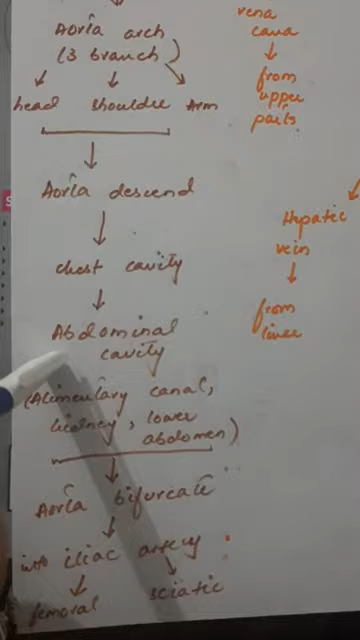 Aorta arch
(3 branch)
head shoulder Arm
Aorta descend
chest cavity
Abdominal
cavity
(Alimentary canal,
kidney, lower
abdomen)
Aorta bifurcate
into iliac artery
femoral sciatic
vena
cava
from
upper
parts
Hepatic
vein
from
liver